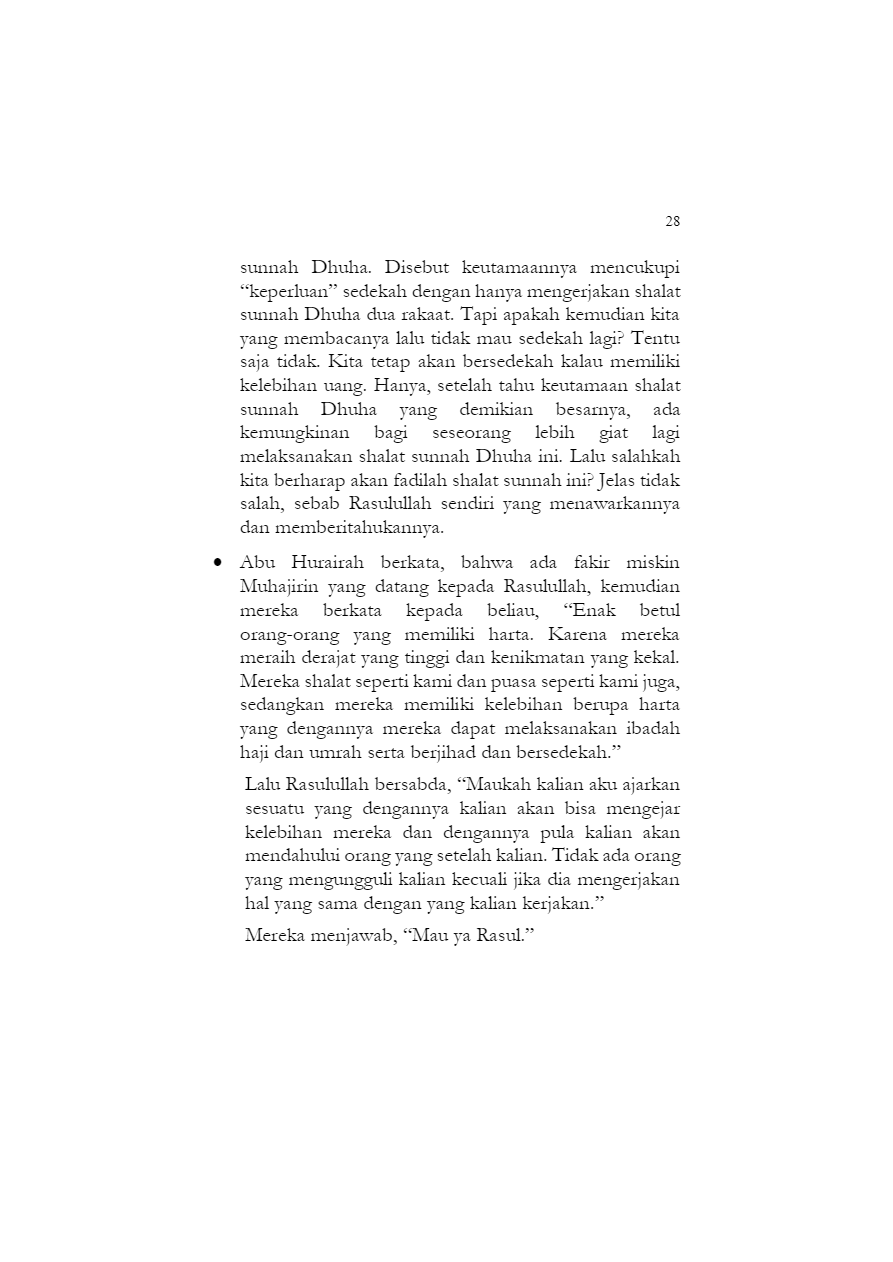 28
sunnah Dhuha. Disebut keutamaannya mencukupi
“keperluan” sedekah dengan hanya mengerjakan shalat
sunnah Dhuha dua rakaat. Tapi apakah kemudian kita
yang membacanya lalu tidak mau sedekah lagi? Tentu
saja tidak. Kita tetap akan bersedekah kalau memiliki
kelebihan uang. Hanya, setelah tahu keutamaan shalat
sunnah Dhuha yang demikian besarnya, ada
kemungkinan bagi seseorang lebih giat lagi
melaksanakan shalat sunnah Dhuha ini. Lalu salahkah
kita berharap akan fadilah shalat sunnah ini? Jelas tidak
salah, sebab Rasulullah sendiri yang menawarkannya
dan memberitahukannya.
• Abu Hurairah berkata, bahwa ada fakir miskin
Muhajirin yang datang kepada Rasulullah, kemudian
mereka berkata kepada beliau, “Enak betul
orang-orang yang memiliki harta. Karena mereka
meraih derajat yang tinggi dan kenikmatan yang kekal.
Mereka shalat seperti kami dan puasa seperti kami juga,
sedangkan mereka memiliki kelebihan berupa harta
yang dengannya mereka dapat melaksanakan ibadah
haji dan umrah serta berjihad dan bersedekah.”
Lalu Rasulullah bersabda, “Maukah kalian aku ajarkan
sesuatu yang dengannya kalian akan bisa mengejar
kelebihan mereka dan dengannya pula kalian akan
mendahului orang yang setelah kalian. Tidak ada orang
yang mengungguli kalian kecuali jika dia mengerjakan
hal yang sama dengan yang kalian kerjakan.”
Mereka menjawab, “Mau ya Rasul.”